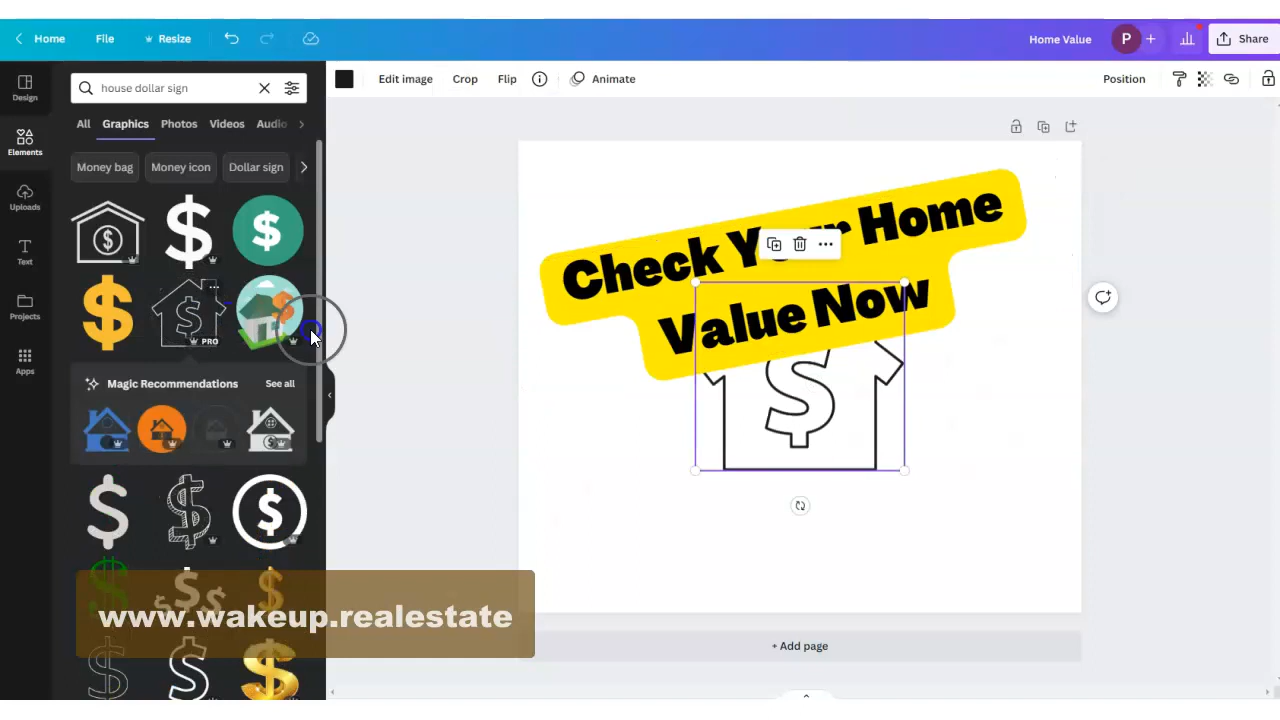 Home File Resize Home Value P Share
Design
house dollar sign
Edit image Crop Flip Animate Position
Elements
All Graphics Photos Videos Audio
Uploads
Money bag Money icon Dollar sign
Text
Projects
Apps
$ $ $
$ $ PRO
Magic Recommendations See all
Check Your Home
Value Now
$
www.wakeup.realestate
+ Add page